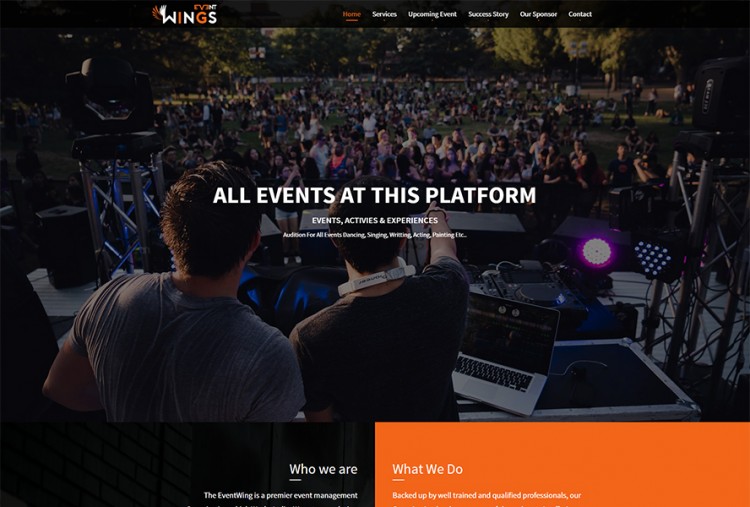 EVENT
WINGS
Home Services Upcoming Event Success Story Our Sponsor Contact
ALL EVENTS AT THIS PLATFORM
EVENTS, ACTIVIES & EXPERIENCES
Audition For All Events Dancing, Singing, Writting, Acting, Painting Etc..
Who we are
The EventWing is a premier event management
What We Do
Backed up by well trained and qualified professionals, our